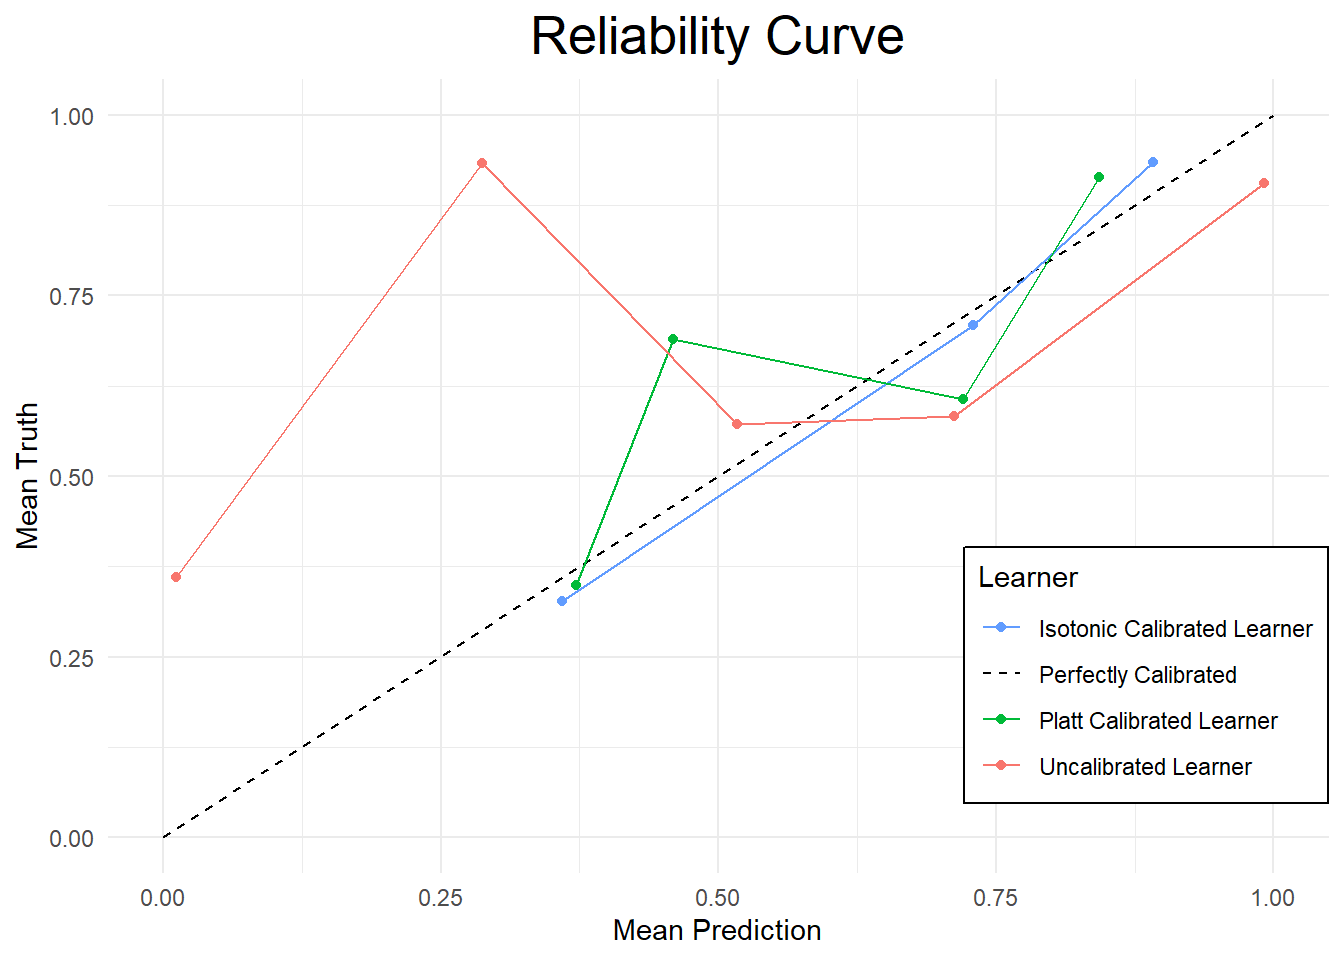 Reliability Curve
1.00
0.75
0.50
0.25
0.00
Mean Truth
0.00
0.25
0.50
0.75
1.00
Mean Prediction
Learner
Isotonic Calibrated Learner
Perfectly Calibrated
Platt Calibrated Learner
Uncalibrated Learner